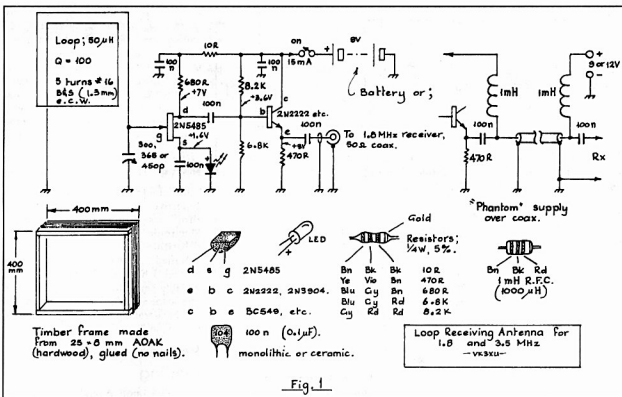 Loop; 50µH
Q = 100
5 turns #16
B&S (1.3mm)
e.c.w.
100
n
10R
100
n
on
15mA
+
9V
-
Battery or;
680R
+7V
8.2K
+3.6V
100n
d
b
c
2N2222 etc.
e
100n
2N5485
g
s
+1.6V
100n
300,
365 or
450p
6.8K
+3V
470R
To 1.8MHz receiver,
50Ω coax.
1mH
1mH
+
9 or 12V
-
100n
100n
470R
Rx
"Phantom" supply
over coax.
400mm
400
mm
Timber frame made
from 25 × 8 mm AOAK
(hardwood), glued (no nails).
LED
+
d s g 2N5485
e b c 2N2222, 2N3904.
c b e BC549, etc.
104
100n (0.1µF).
monolithic or ceramic.
Gold
Resistors;
1/4W, 5%.
Bn Bk Bk 10R
Ye Vio Bn 470R
Blu Gy Bn 680R
Blu Gy Rd 6.8K
Gy Rd Rd 8.2K
Bn Bk Rd
1mH R.F.C.
(1000µH)
Loop Receiving Antenna for
1.8 and 3.5 MHz
- VK3XU -
Fig. 1